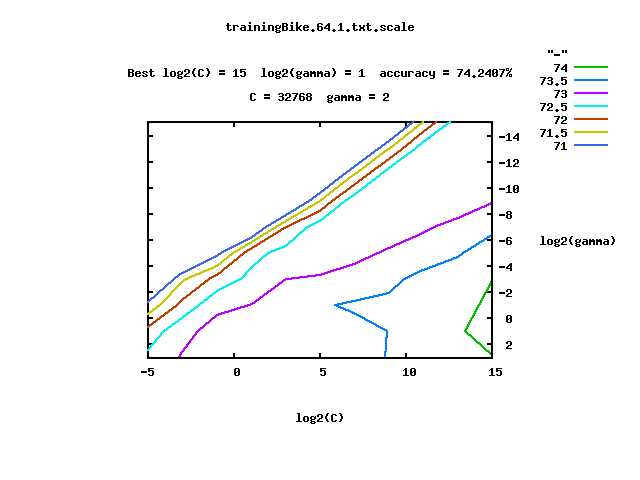 trainingBike.64.1.txt.scale
"-"
Best log2(C) = 15  log2(gamma) = 1  accuracy = 74.2407%
74
73.5
C = 32768  gamma = 2
73
72.5
72
71.5
71
-14
-12
-10
-8
-6
log2(gamma)
-4
-2
0
2
-5 0 5 10 15
log2(C)